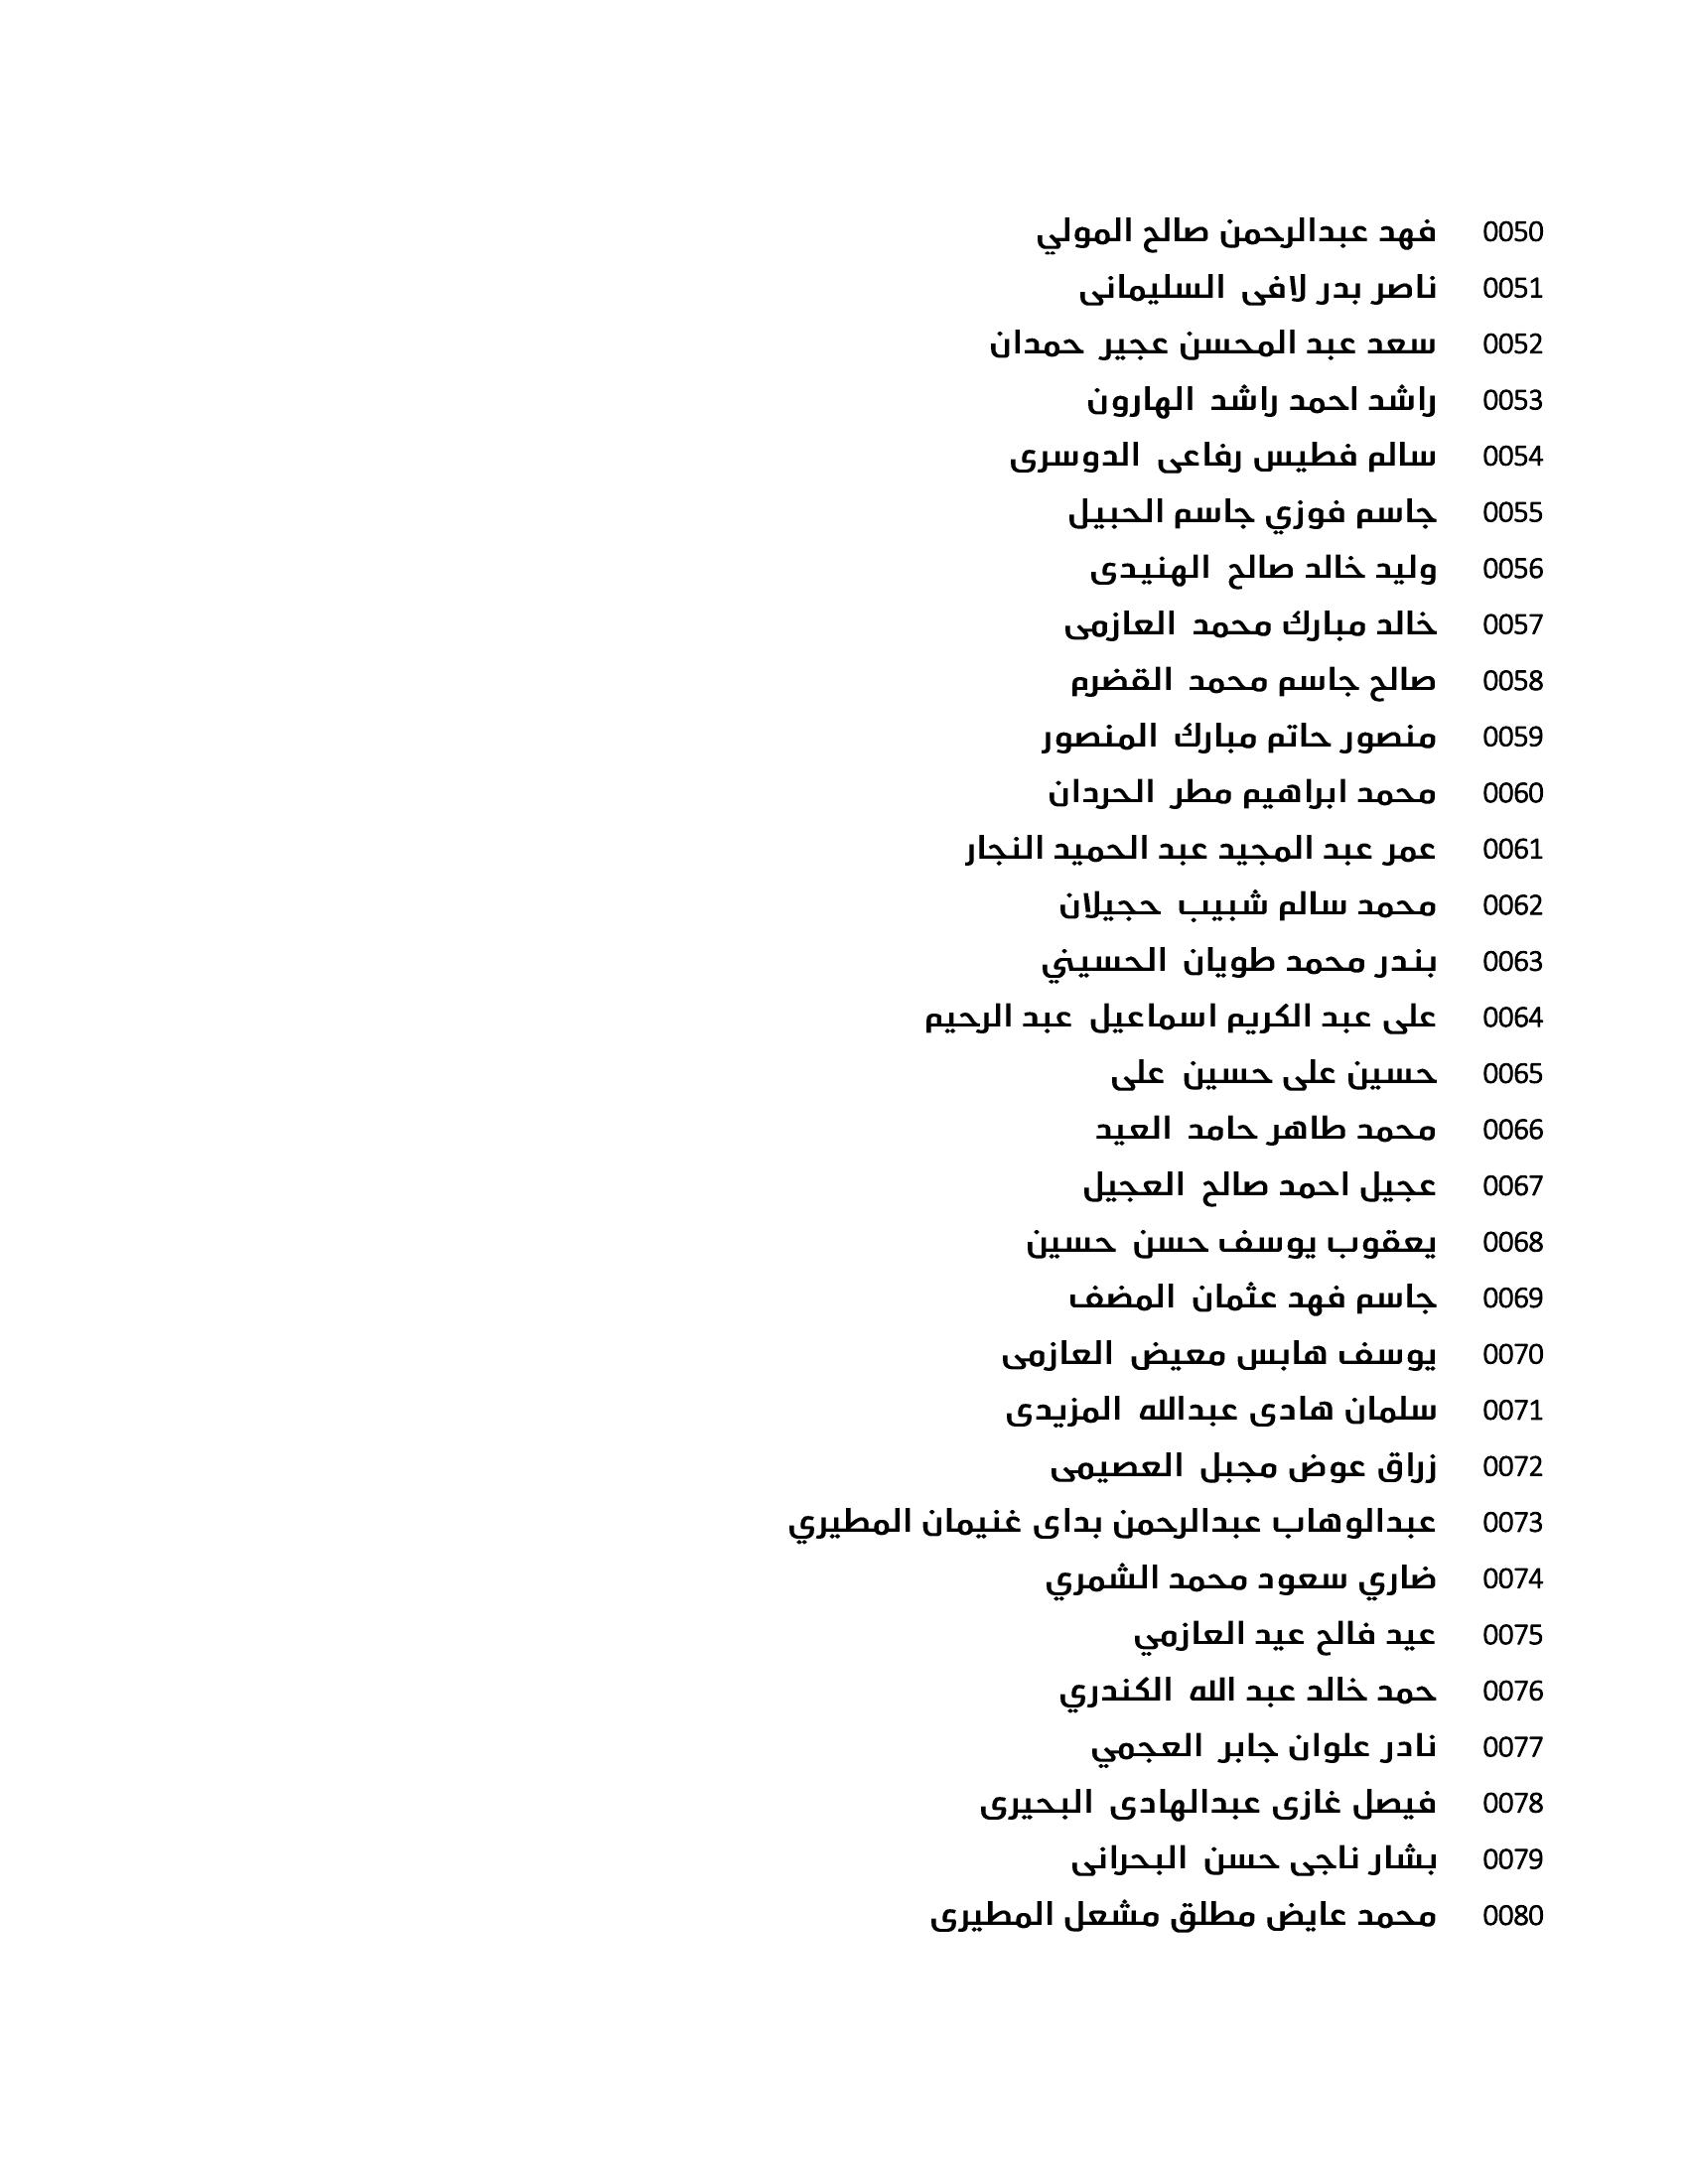 0050 فهد عبدالرحمن صالح المولي
0051 ناصر بدر لافى السليمانى
0052 سعد عبد المحسن عجير حمدان
0053 راشد احمد راشد الهارون
0054 سالم فطيس رفاعى الدوسرى
0055 جاسم فوزي جاسم الحبيل
0056 وليد خالد صالح الهنيدى
0057 خالد مبارك محمد العازمى
0058 صالح جاسم محمد القضرم
0059 منصور حاتم مبارك المنصور
0060 محمد ابراهيم مطر الحردان
0061 عمر عبد المجيد عبد الحميد النجار
0062 محمد سالم شبيب حجيلان
0063 بندر محمد طويان الحسيني
0064 على عبد الكريم اسماعيل عبد الرحيم
0065 حسين على حسين على
0066 محمد طاهر حامد العيد
0067 عجيل احمد صالح العجيل
0068 يعقوب يوسف حسن حسين
0069 جاسم فهد عثمان المضف
0070 يوسف هابس معيض العازمى
0071 سلمان هادى عبدالله المزيدى
0072 زراق عوض مجبل العصيمى
0073 عبدالوهاب عبدالرحمن بداى غنيمان المطيري
0074 ضاري سعود محمد الشمري
0075 عيد فالح عيد العازمي
0076 حمد خالد عبد الله الكندري
0077 نادر علوان جابر العجمي
0078 فيصل غازى عبدالهادى البحيرى
0079 بشار ناجى حسن البحرانى
0080 محمد عايض مطلق مشعل المطيرى